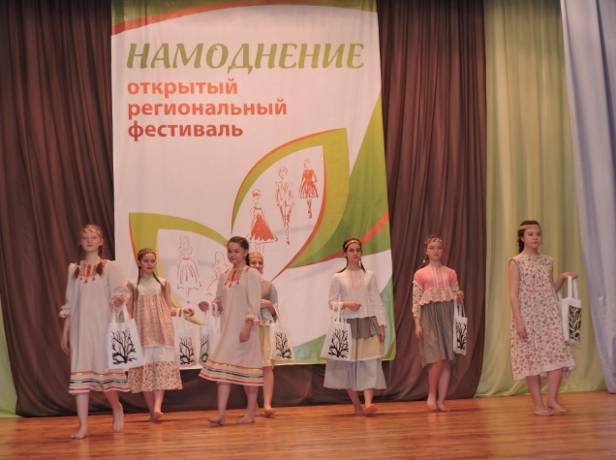 НАМОДНЕНИЕ
открытый
региональный
фестиваль